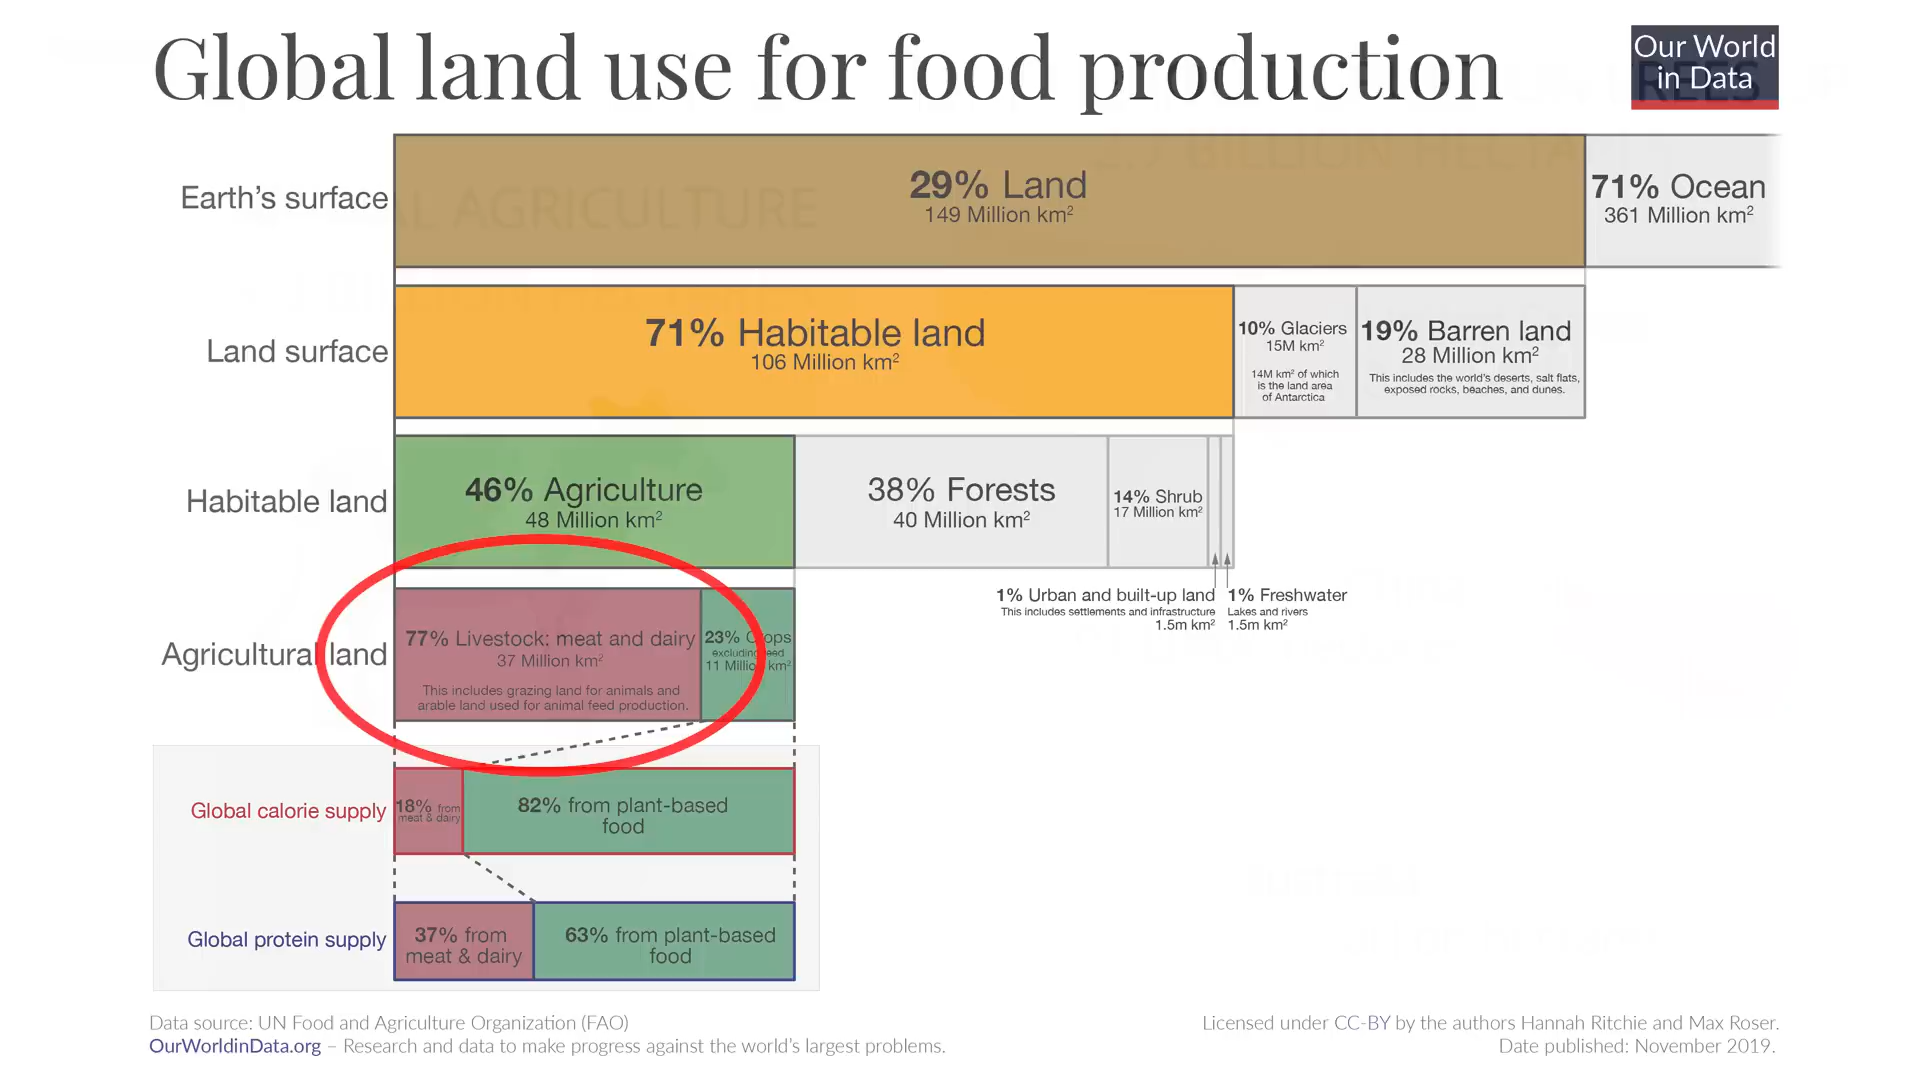 Global land use for food production
Our World
in Data
Earth's surface
29% Land
149 Million km²
71% Ocean
361 Million km²
Land surface
71% Habitable land
106 Million km²
10% Glaciers
15M km²
14M km² of which
is the land area
of Antarctica
19% Barren land
28 Million km²
This includes the world's deserts, salt flats,
exposed rocks, beaches, and dunes.
Habitable land
46% Agriculture
48 Million km²
38% Forests
40 Million km²
14% Shrub
17 Million km²
1% Urban and built-up land
This includes settlements and infrastructure
1.5m km²
1% Freshwater
Lakes and rivers
1.5m km²
Agricultural land
77% Livestock: meat and dairy
37 Million km²
This includes grazing land for animals and
arable land used for animal feed production.
23% Crops
excluding feed
11 Million km²
Global calorie supply
18% from
meat & dairy
82% from plant-based
food
Global protein supply
37% from
meat & dairy
63% from plant-based
food
Data source: UN Food and Agriculture Organization (FAO)
OurWorldinData.org – Research and data to make progress against the world's largest problems.
Licensed under CC-BY by the authors Hannah Ritchie and Max Roser.
Date published: November 2019.
AGRICULTURE
TREES